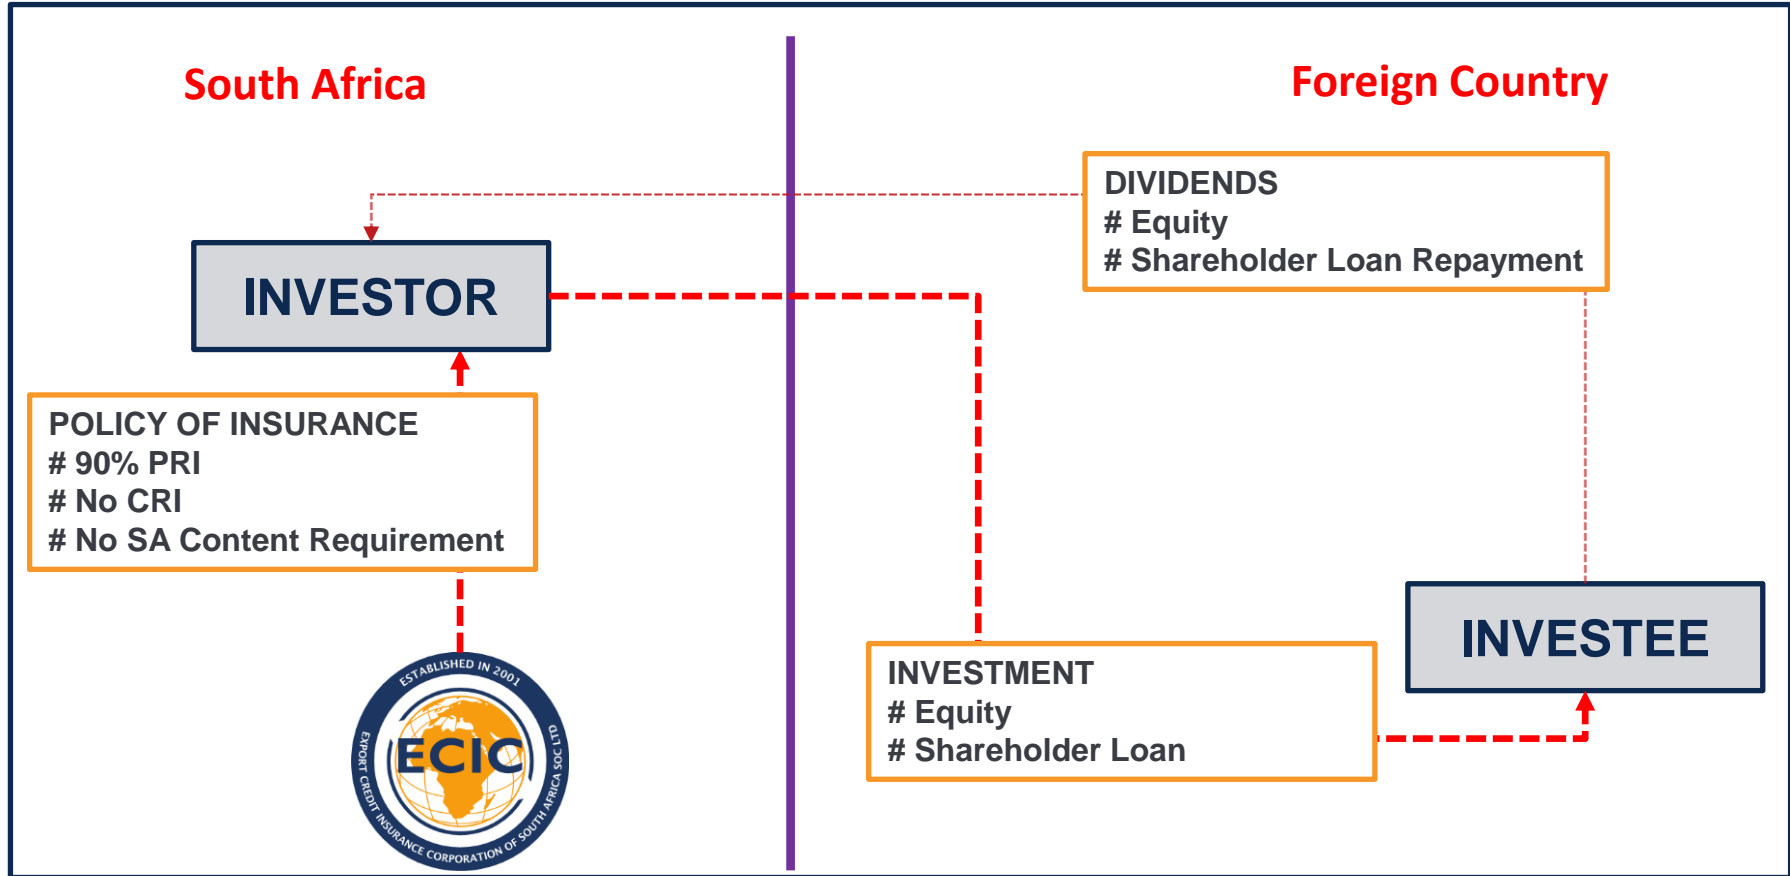 South Africa
Foreign Country
DIVIDENDS
# Equity
# Shareholder Loan Repayment
INVESTOR
POLICY OF INSURANCE
# 90% PRI
# No CRI
# No SA Content Requirement
INVESTEE
INVESTMENT
# Equity
# Shareholder Loan
ESTABLISHED IN 2001
ECIC
EXPORT CREDIT INSURANCE CORPORATION OF SOUTH AFRICA SOC LTD